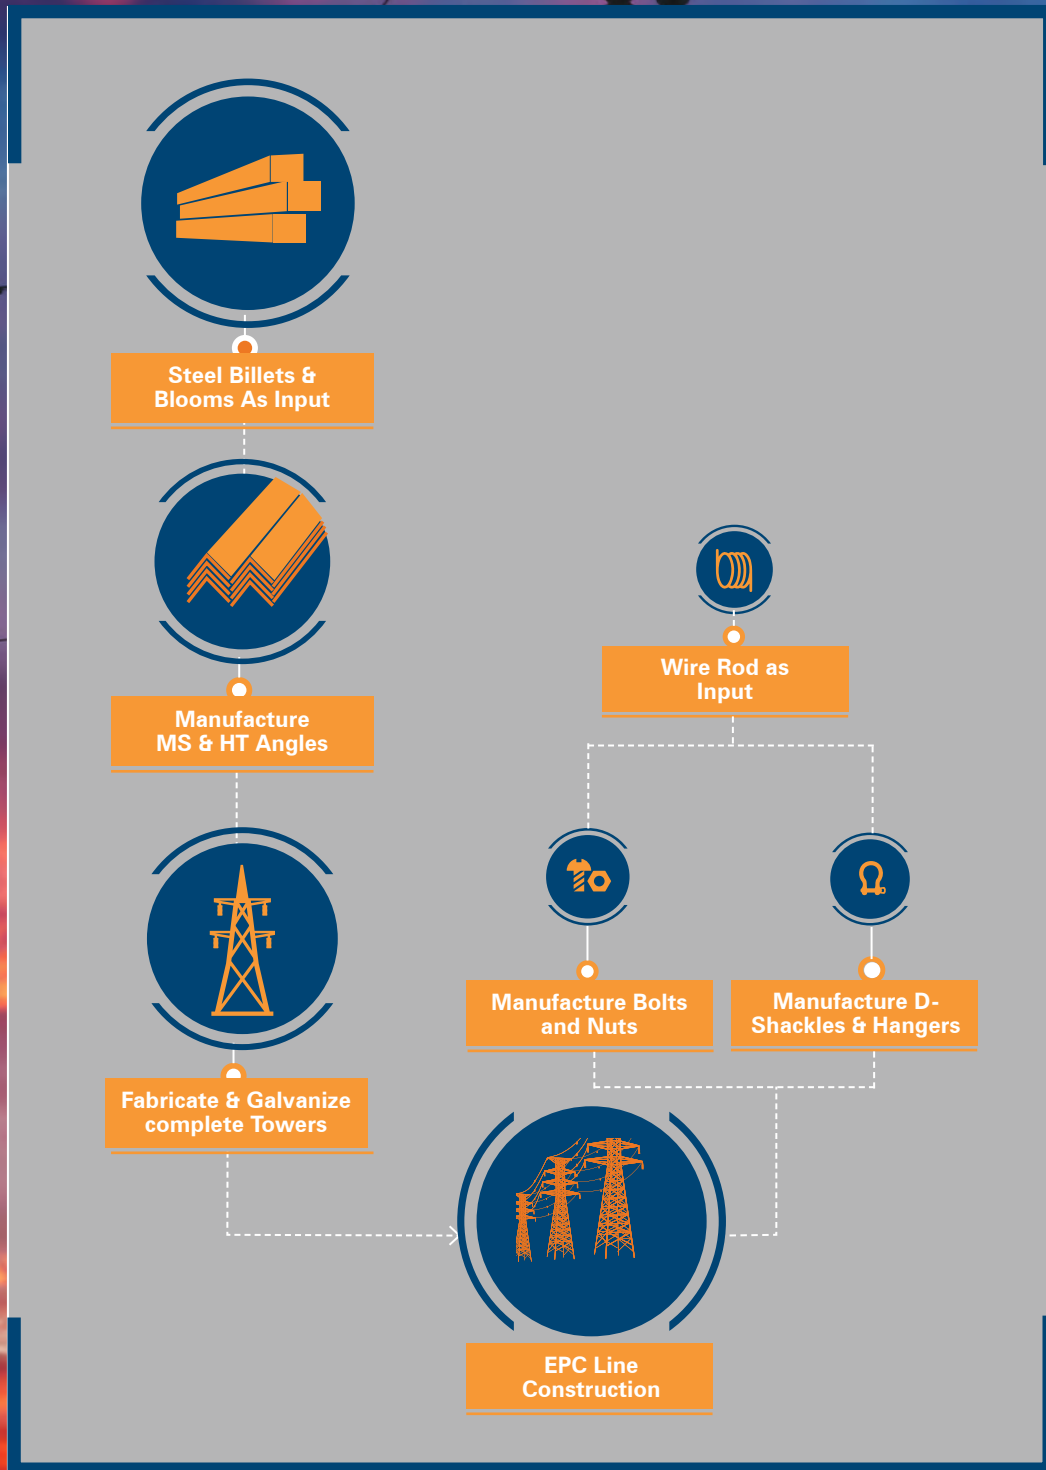 Steel Billets &
Blooms As Input
Manufacture
MS & HT Angles
Wire Rod as
Input
Manufacture Bolts
and Nuts
Manufacture D-
Shackles & Hangers
Fabricate & Galvanize
complete Towers
EPC Line
Construction